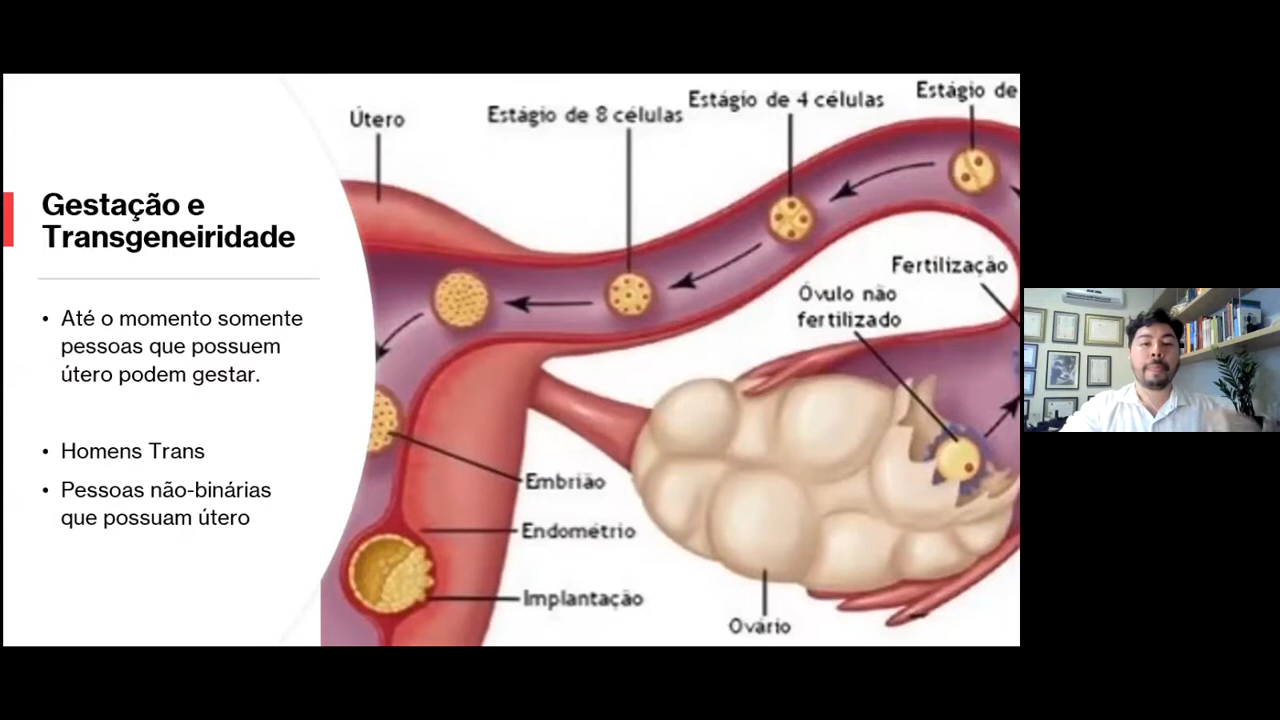 Gestação e
Transgeneiridade
• Até o momento somente
pessoas que possuem
útero podem gestar.
• Homens Trans
• Pessoas não-binárias
que possuam útero
Útero
Estágio de 8 células
Estágio de 4 células
Estágio de
Fertilização
Óvulo não
fertilizado
Embrião
Endométrio
Implantação
Ovário